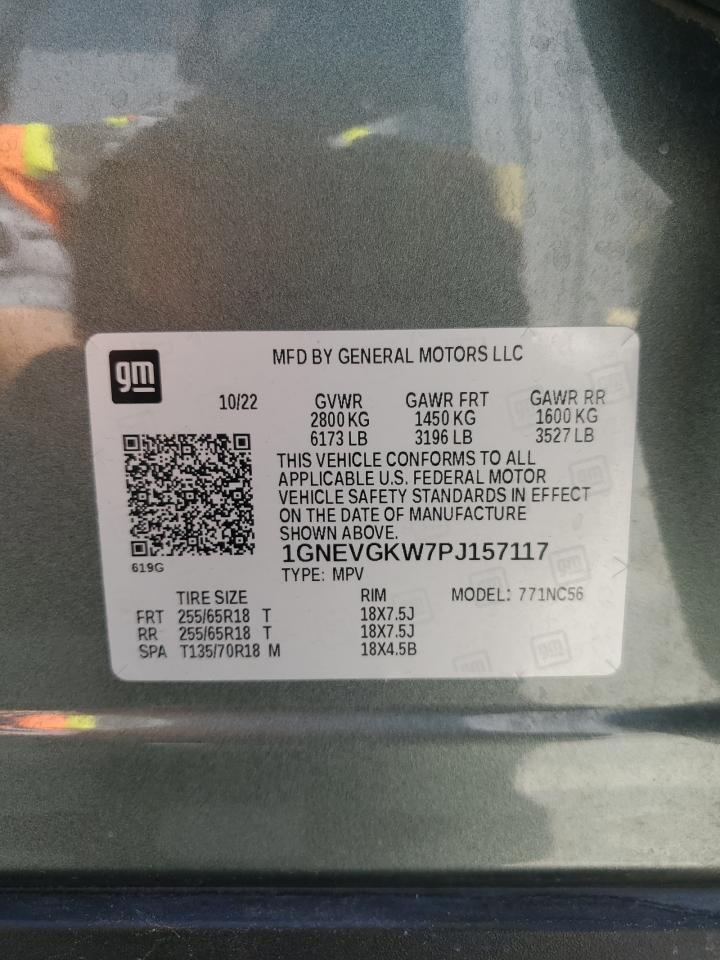 gm
MFD BY GENERAL MOTORS LLC
10/22 GVWR GAWR FRT GAWR RR
2800 KG 1450 KG 1600 KG
6173 LB 3196 LB 3527 LB
THIS VEHICLE CONFORMS TO ALL
APPLICABLE U.S. FEDERAL MOTOR
VEHICLE SAFETY STANDARDS IN EFFECT
ON THE DATE OF MANUFACTURE
SHOWN ABOVE.
1GNEVGKW7PJ157117
619G
TYPE: MPV
TIRE SIZE RIM MODEL: 771NC56
FRT 255/65R18 T 18X7.5J
RR 255/65R18 T 18X7.5J
SPA T135/70R18 M 18X4.5B